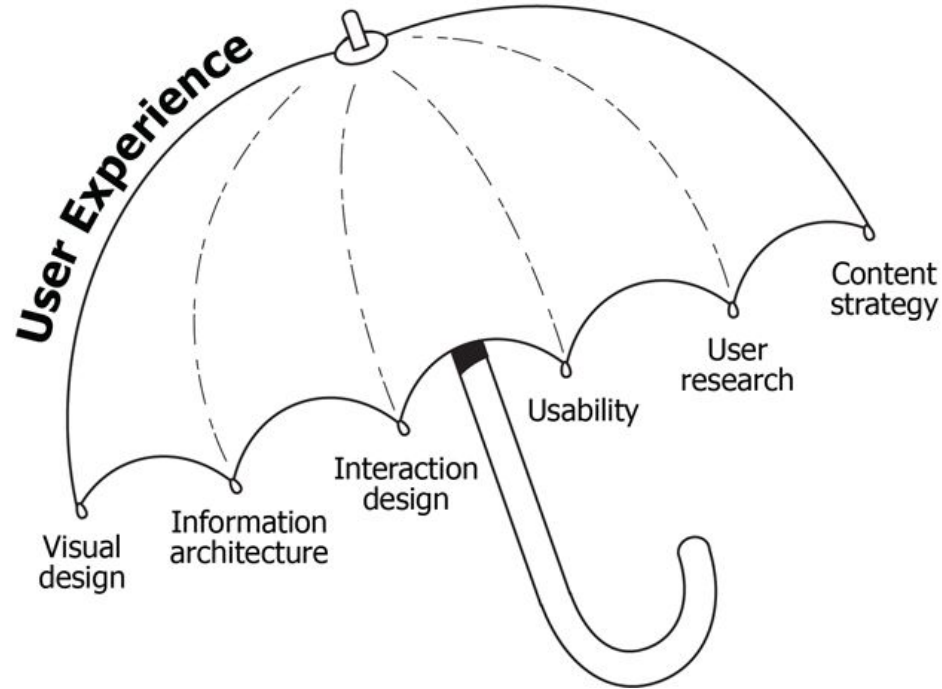 User Experience
Visual
design
Information
architecture
Interaction
design
Usability
User
research
Content
strategy